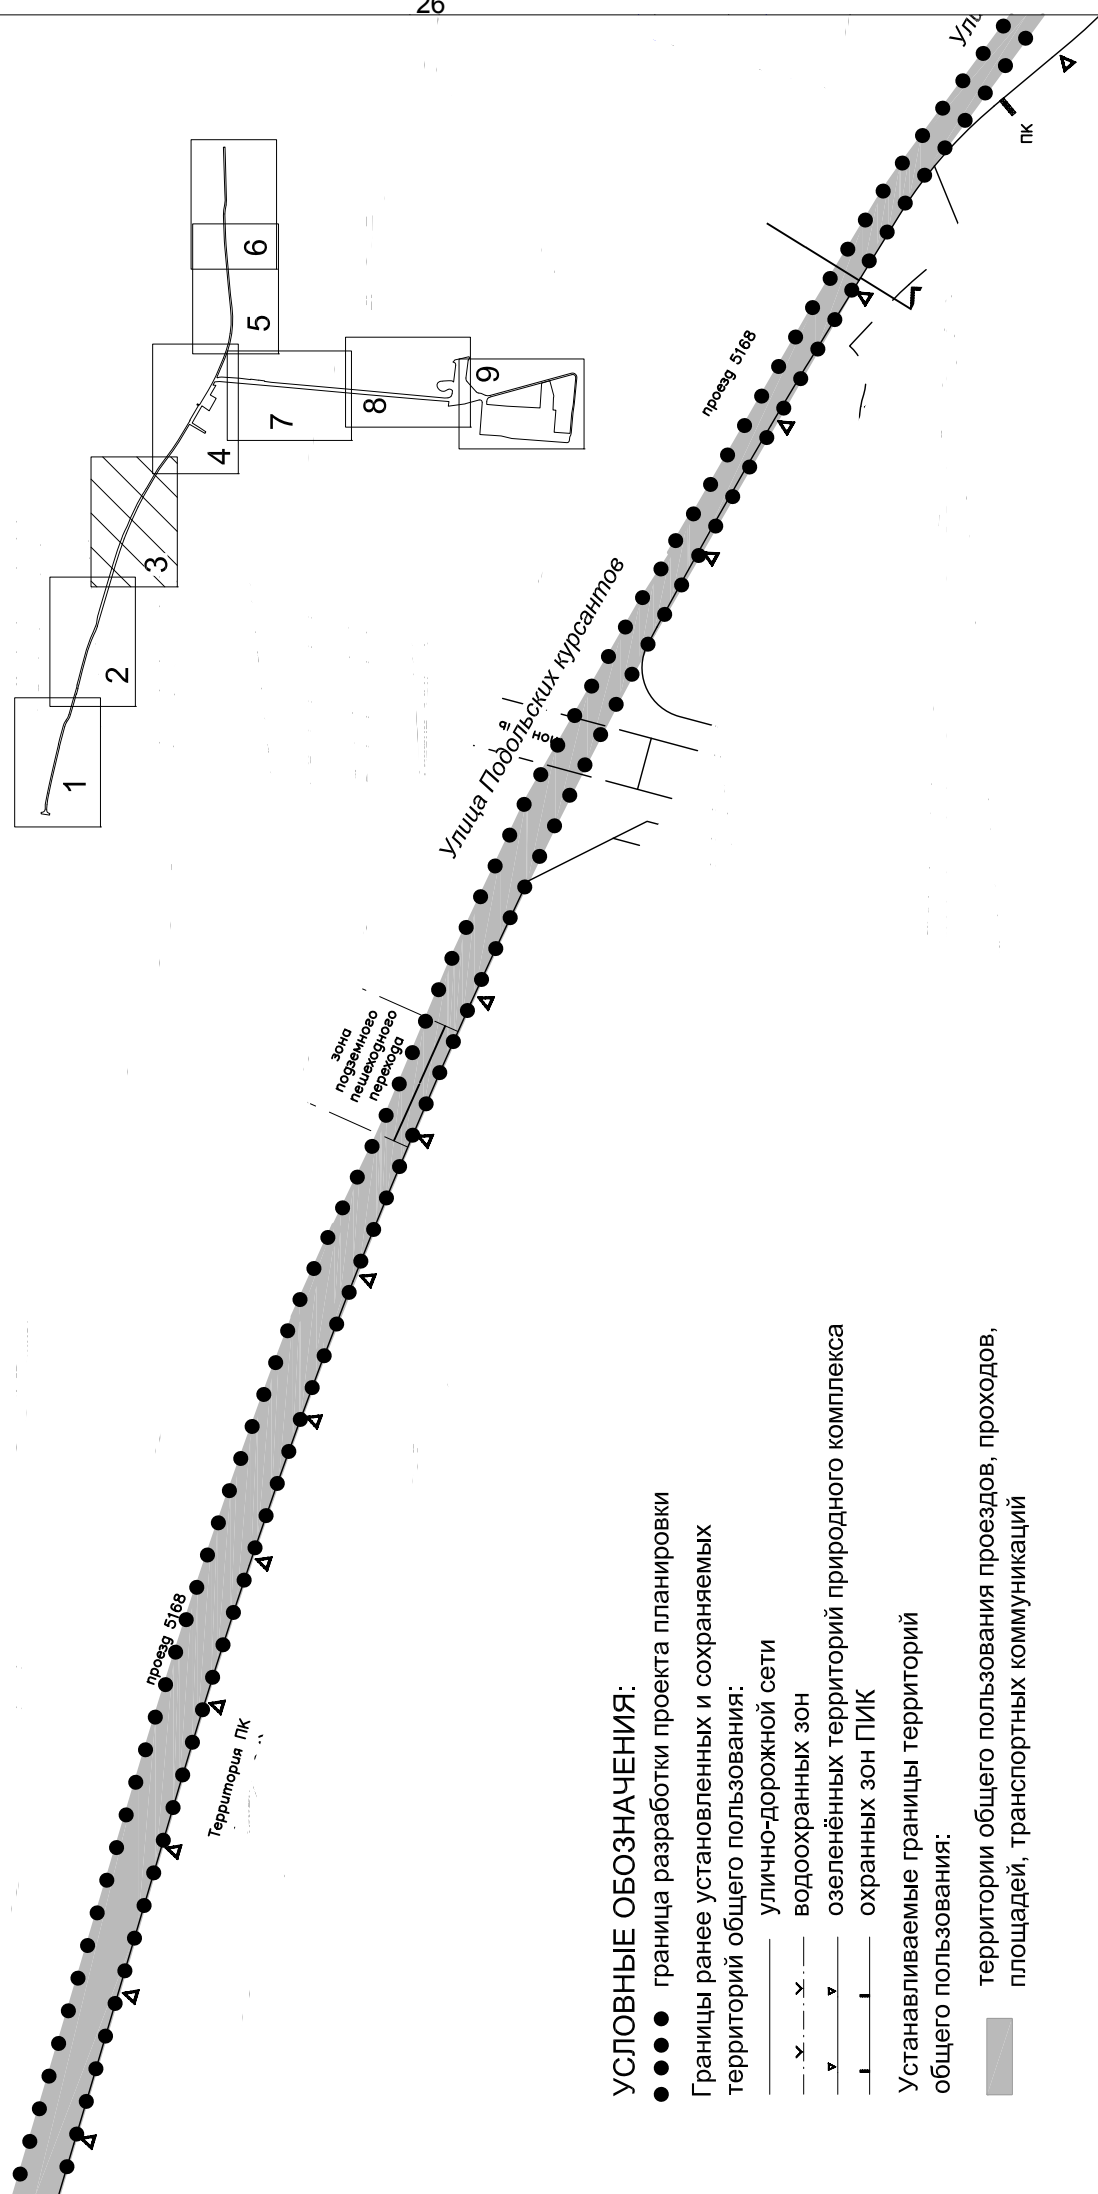 26
1
2
3
4
5
6
7
8
9
ПК
проезд 5168
Улица Подольских курсантов
зона
подземного
пешеходного
перехода
проезд 5168
Территория ПК
УСЛОВНЫЕ ОБОЗНАЧЕНИЯ:
граница разработки проекта планировки
Границы ранее установленных и сохраняемых
территорий общего пользования:
улично-дорожной сети
водоохранных зон
озеленённых территорий природного комплекса
охранных зон ПИК
Устанавливаемые границы территорий
общего пользования:
территории общего пользования проездов, проходов,
площадей, транспортных коммуникаций